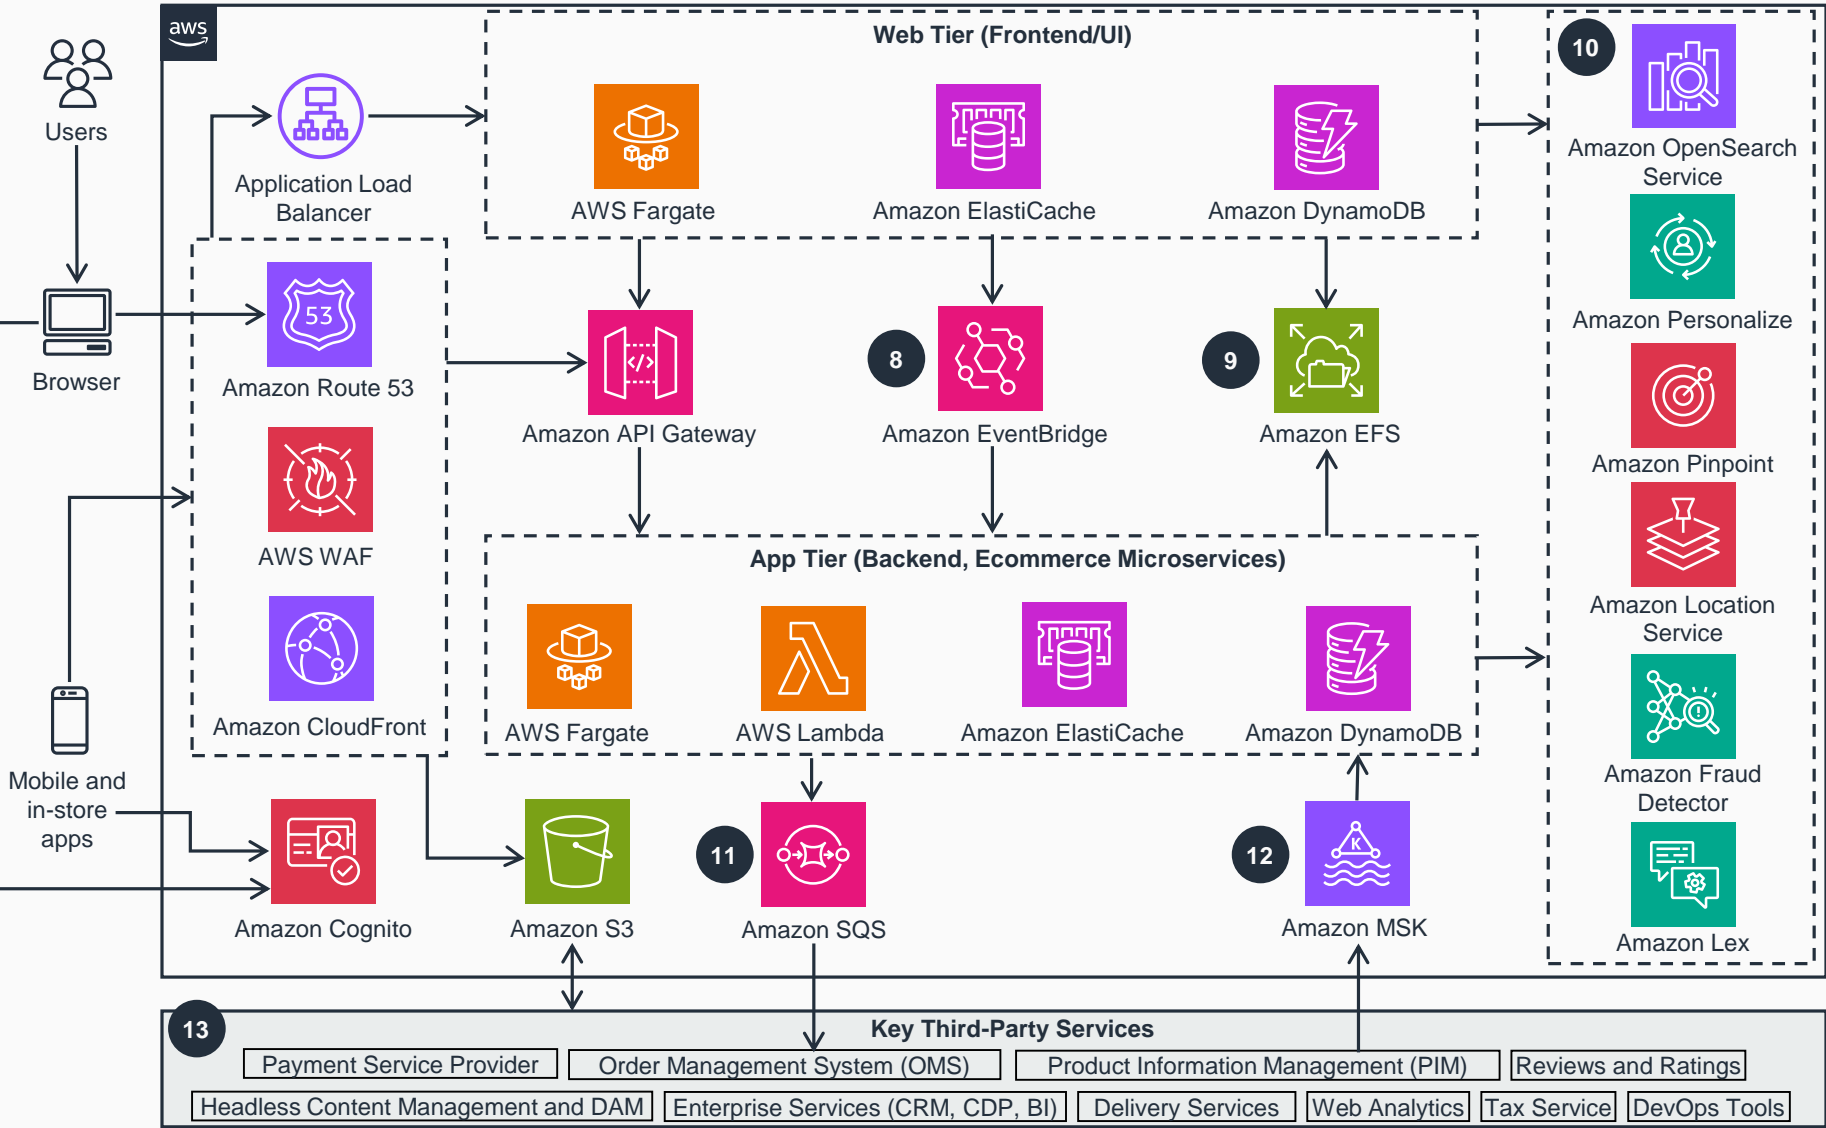 aws
Web Tier (Frontend/UI)
10
Users
Application Load
Balancer
AWS Fargate
Amazon ElastiCache
Amazon DynamoDB
Amazon OpenSearch
Service
53
Browser
Amazon Route 53
</>
Amazon API Gateway
8
Amazon EventBridge
9
Amazon EFS
Amazon Personalize
Amazon Pinpoint
AWS WAF
App Tier (Backend, Ecommerce Microservices)
Amazon Location
Service
Amazon CloudFront
AWS Fargate
AWS Lambda
Amazon ElastiCache
Amazon DynamoDB
Amazon Fraud
Detector
Mobile and
in-store
apps
Amazon Cognito
Amazon S3
11
Amazon SQS
12
K
Amazon MSK
Amazon Lex
13
Key Third-Party Services
Payment Service Provider
Order Management System (OMS)
Product Information Management (PIM)
Reviews and Ratings
Headless Content Management and DAM
Enterprise Services (CRM, CDP, BI)
Delivery Services
Web Analytics
Tax Service
DevOps Tools